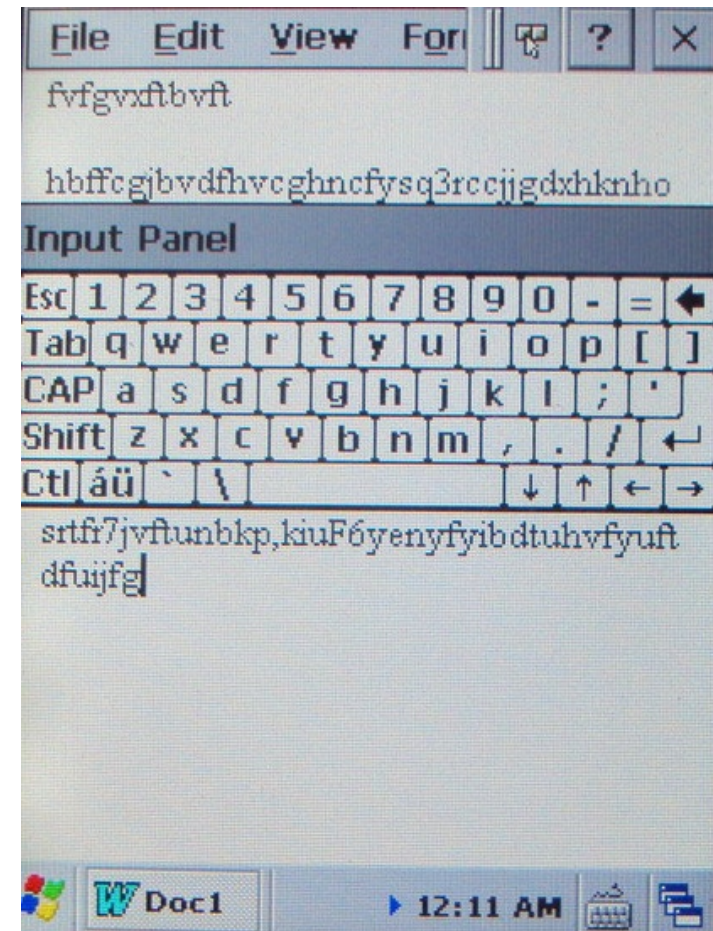 File Edit View For ? ×
fvfgvxftbvft
hbffcgjbvdfhvcghncfysq3rccjjgdxhknho
Input Panel
Esc 1 2 3 4 5 6 7 8 9 0 - = 🡄
Tab q w e r t y u i o p [ ]
CAP a s d f g h j k l ; '
Shift z x c v b n m , . / ↵
Ctl áü ` \ ↓ ↑ ← →
srtfr7jvftunbkp,kiuF6yenyfyibdtuhvfyuft
dfuijfg
W Doc1 12:11 AM